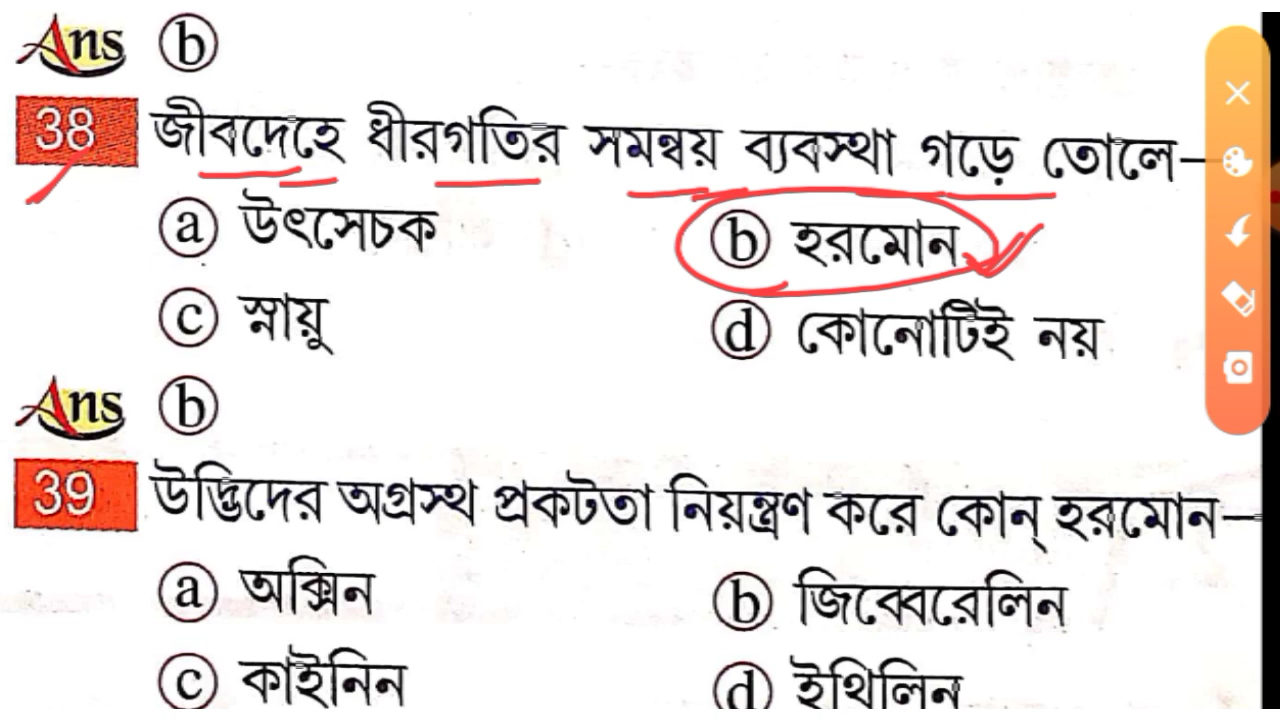 Ans ⓑ
38 জীবদেহে ধীরগতির সমন্বয় ব্যবস্থা গড়ে তোলে—
ⓐ উৎসেচক ⓑ হরমোন
ⓒ স্নায়ু ⓓ কোনোটিই নয়
Ans ⓑ
39 উদ্ভিদের অগ্রস্থ প্রকটতা নিয়ন্ত্রণ করে কোন্ হরমোন—
ⓐ অক্সিন ⓑ জিব্বেরেলিন
ⓒ কাইনিন ⓓ ইথিলিন